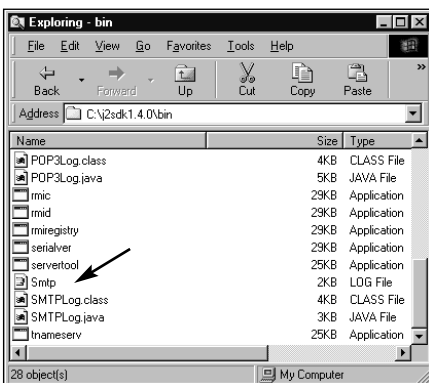 Exploring - bin
File Edit View Go Favorites Tools Help
Back Forward Up Cut Copy Paste »
Address C:\j2sdk1.4.0\bin
Name Size Type
POP3Log.class 4KB CLASS File
POP3Log.java 5KB JAVA File
rmic 29KB Application
rmid 29KB Application
rmiregistry 29KB Application
serialver 29KB Application
servertool 25KB Application
Smtp 2KB LOG File
SMTPLog.class 4KB CLASS File
SMTPLog.java 3KB JAVA File
tnameserv 25KB Application
28 object(s) My Computer